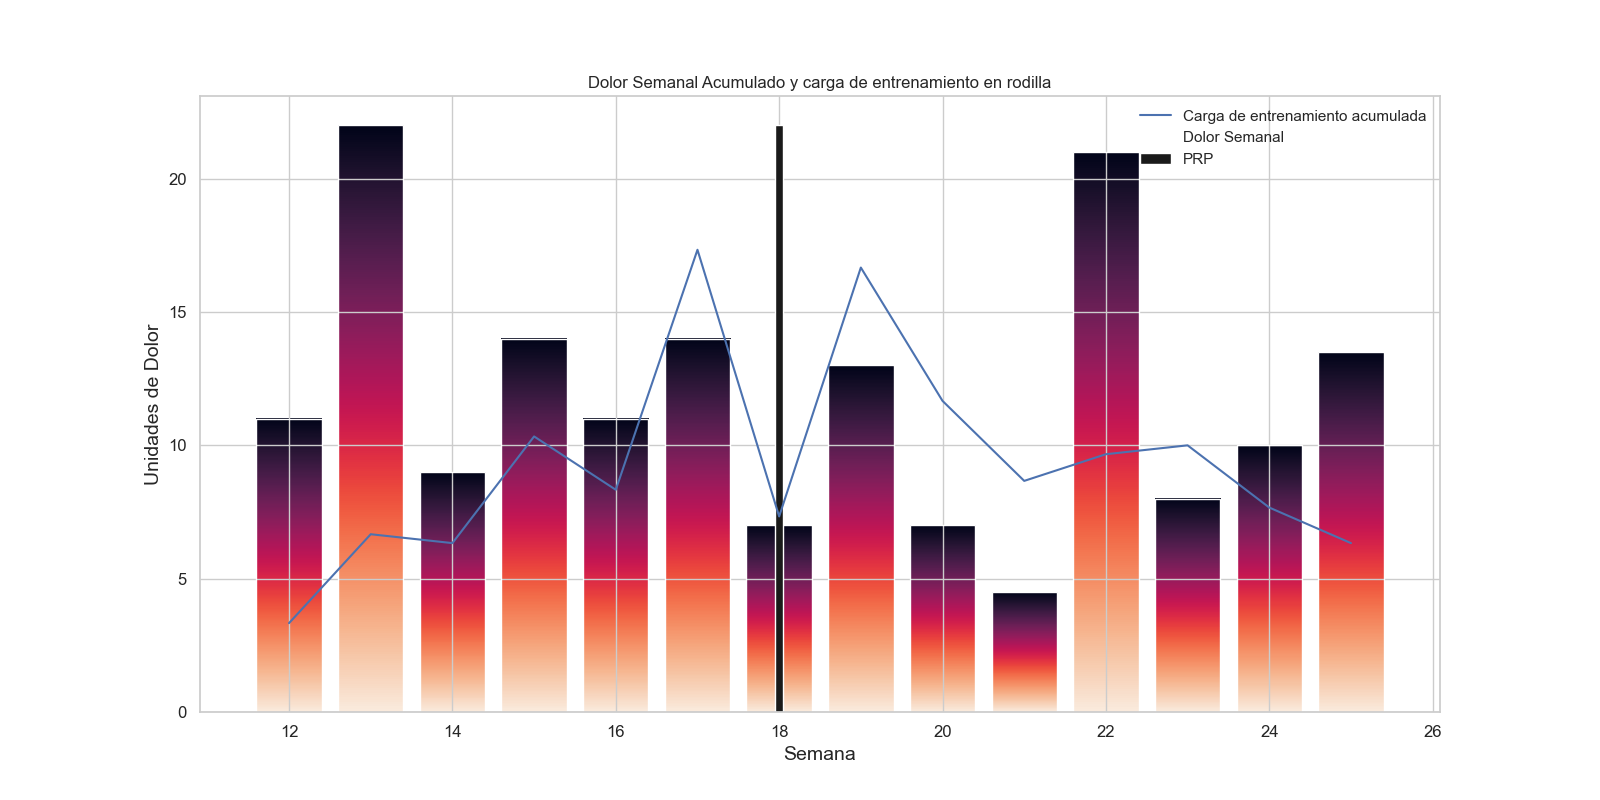 Dolor Semanal Acumulado y carga de entrenamiento en rodilla
Carga de entrenamiento acumulada
Dolor Semanal
PRP
Unidades de Dolor
20
15
10
5
0
12 14 16 18 20 22 24 26
Semana